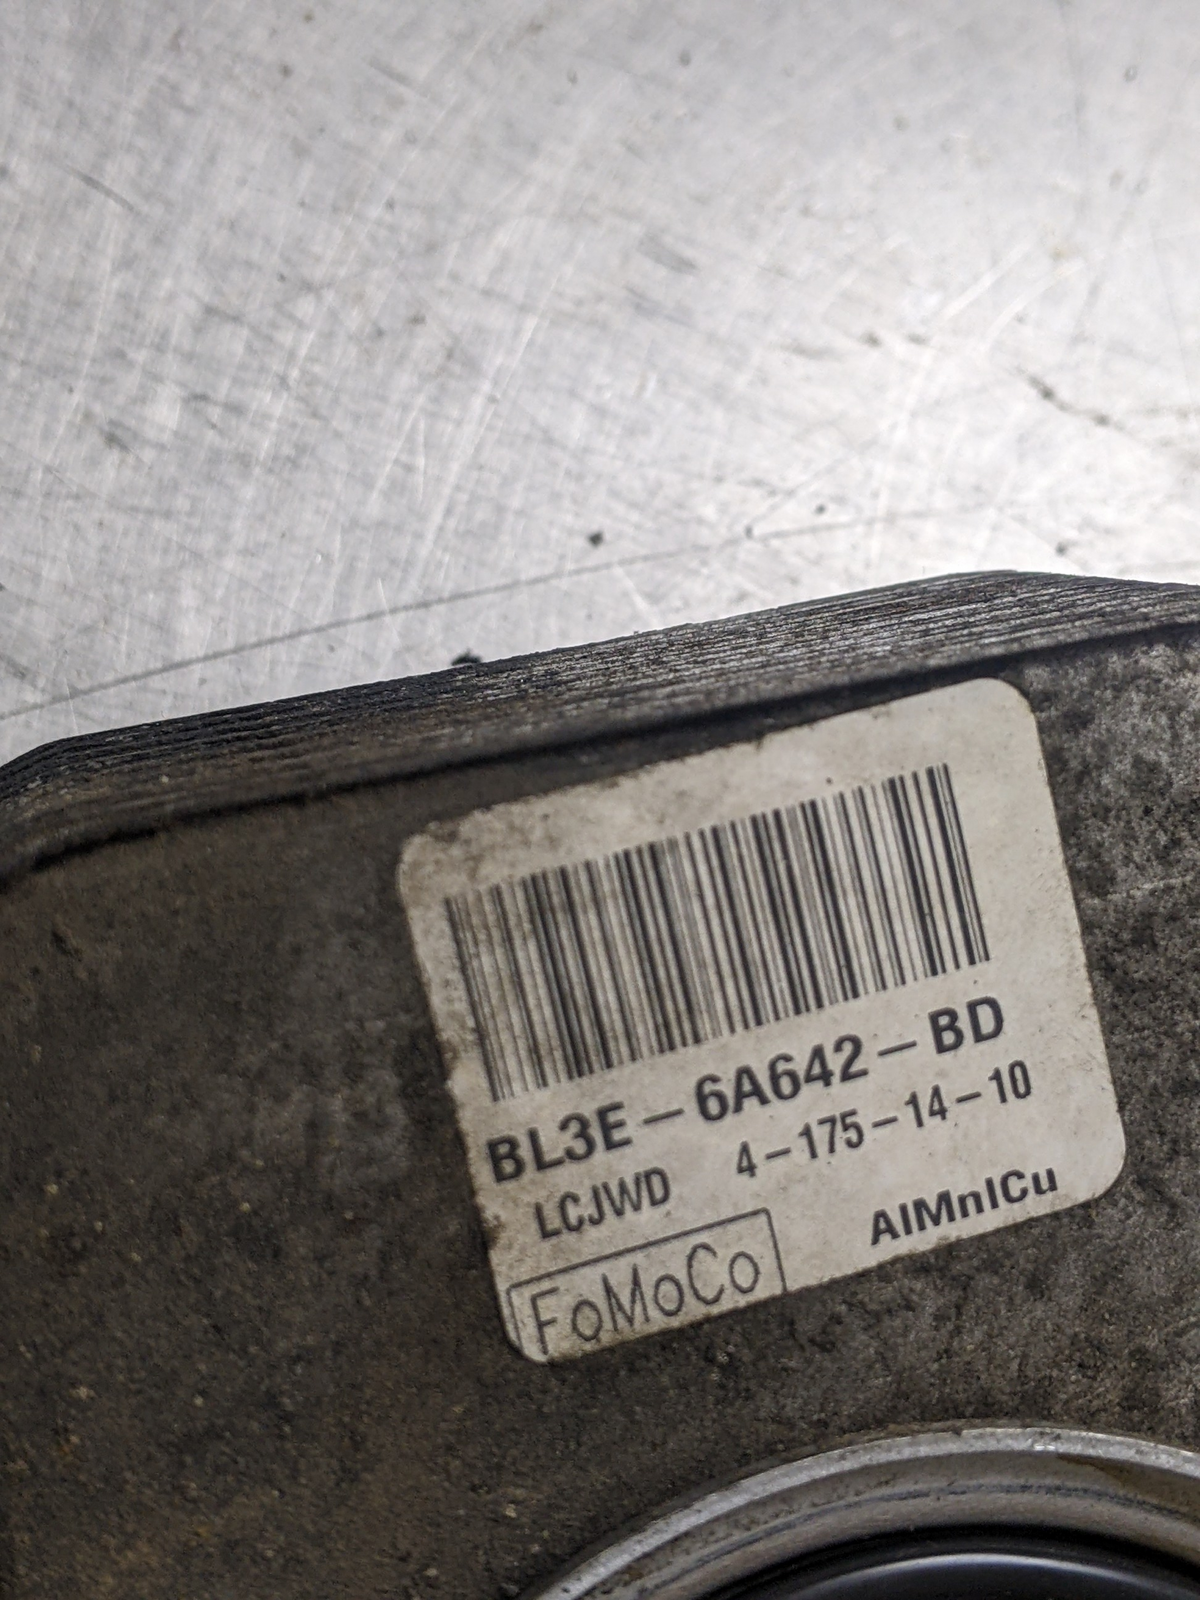 BL3E-6A642-BD
LCJWD 4-175-14-10
AlMnlCu
FoMoCo